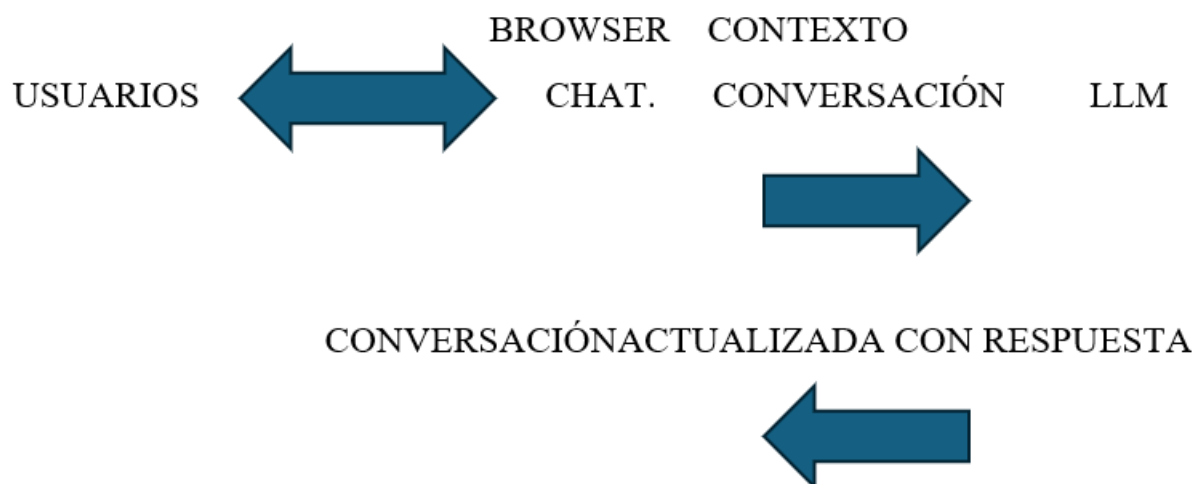 BROWSER CONTEXTO
USUARIOS CHAT. CONVERSACIÓN LLM
CONVERSACIÓNACTUALIZADA CON RESPUESTA